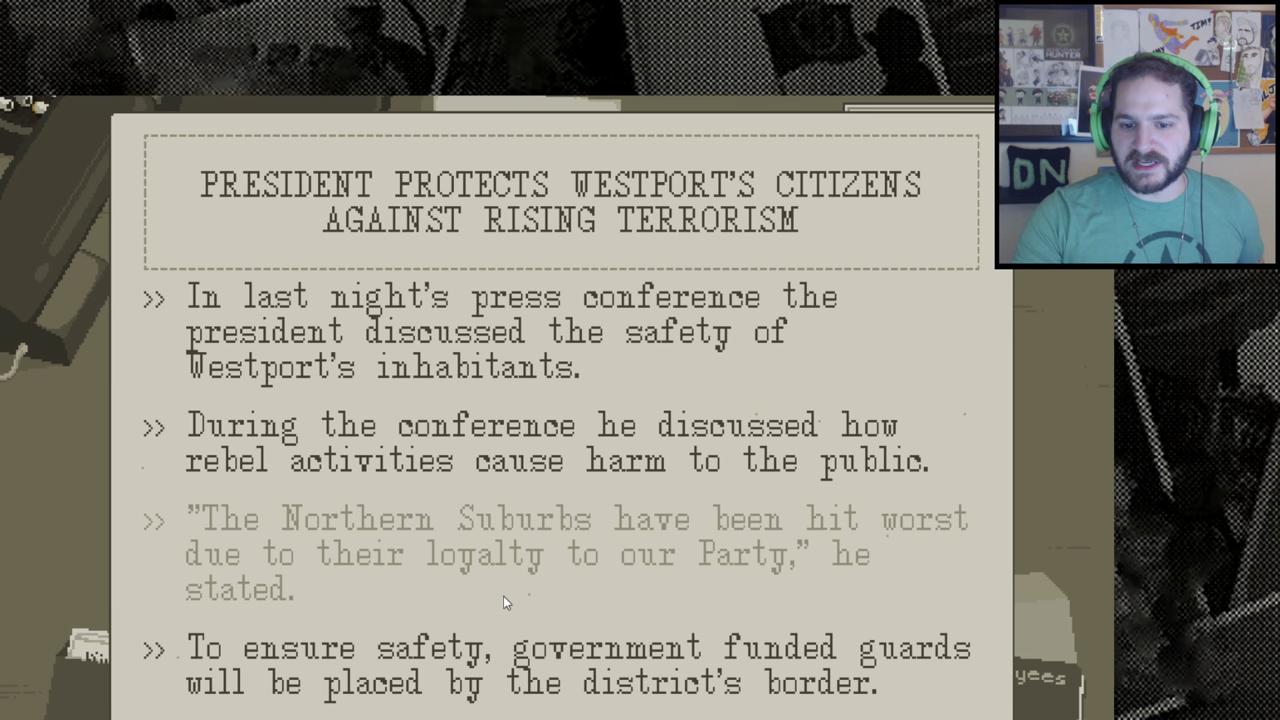 PRESIDENT PROTECTS WESTPORT'S CITIZENS
AGAINST RISING TERRORISM
>> In last night's press conference the
president discussed the safety of
Westport's inhabitants.
>> During the conference he discussed how
rebel activities cause harm to the public.
>> "The Northern Suburbs have been hit worst
due to their loyalty to our Party," he
stated.
>> To ensure safety, government funded guards
will be placed by the district's border.
yees
DN
HUNTER